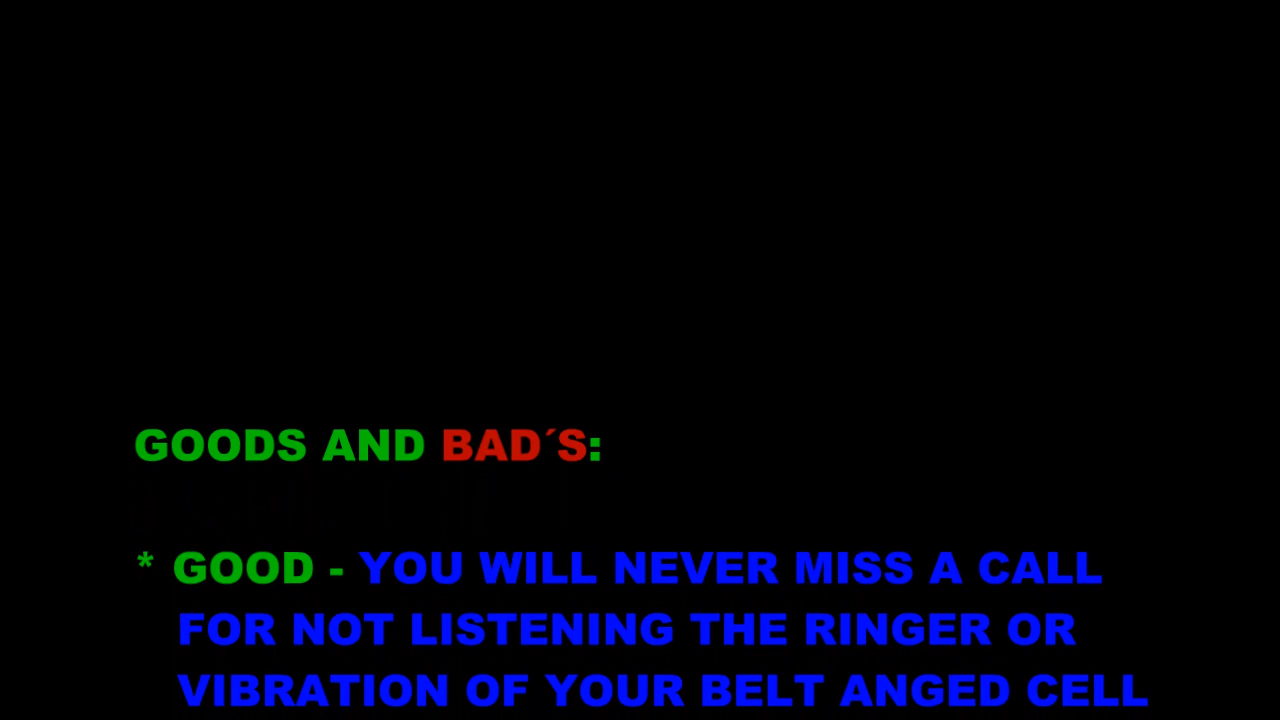 GOODS AND BAD´S:
* GOOD - YOU WILL NEVER MISS A CALL
FOR NOT LISTENING THE RINGER OR
VIBRATION OF YOUR BELT ANGED CELL